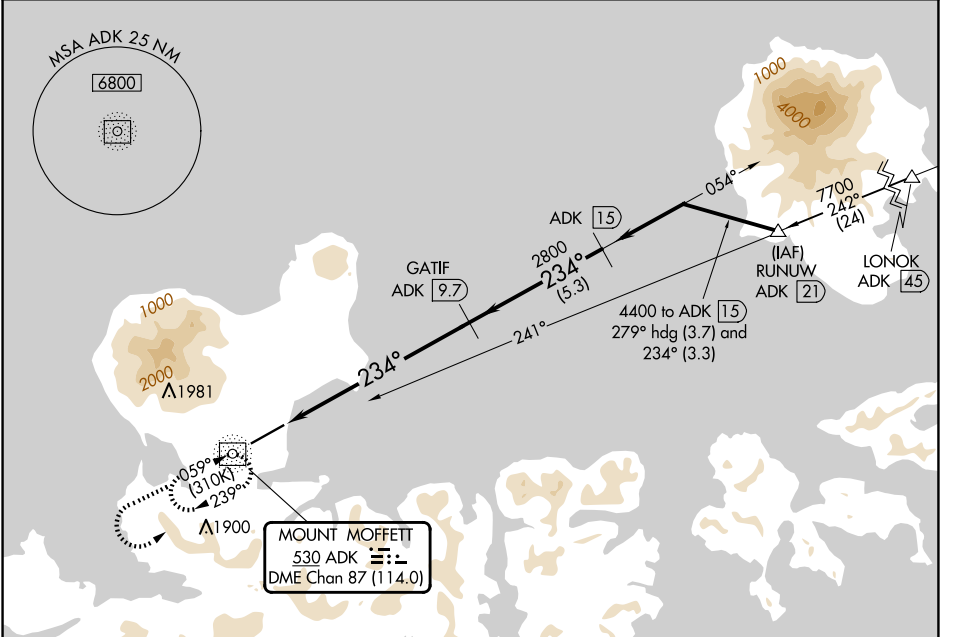 MSA ADK 25 NM
6800
1000
4000
054°
7700
242°
(24)
LONOK
ADK 45
(IAF)
RUNUW
ADK 21
ADK 15
2800
234°
(5.3)
GATIF
ADK 9.7
4400 to ADK 15
279° hdg (3.7) and
234° (3.3)
241°
234°
1000
2000
1981
059°
(310K)
239°
1900
MOUNT MOFFETT
530 ADK
DME Chan 87 (114.0)